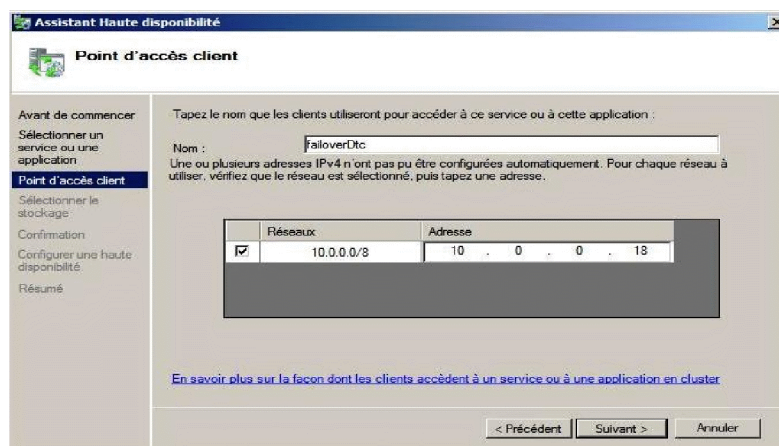 Assistant Haute disponibilité
Point d'accès client
Avant de commencer
Sélectionner un
service ou une
application
Point d'accès client
Sélectionner le
stockage
Confirmation
Configurer une haute
disponibilité
Résumé
Tapez le nom que les clients utiliseront pour accéder à ce service ou à cette application :
Nom : failoverDtc
Une ou plusieurs adresses IPv4 n'ont pas pu être configurées automatiquement. Pour chaque réseau à
utiliser, vérifiez que le réseau est sélectionné, puis tapez une adresse.
Réseaux Adresse
10.0.0.0/8 10 . 0 . 0 . 18
En savoir plus sur la façon dont les clients accèdent à un service ou à une application en cluster
< Précédent Suivant > Annuler